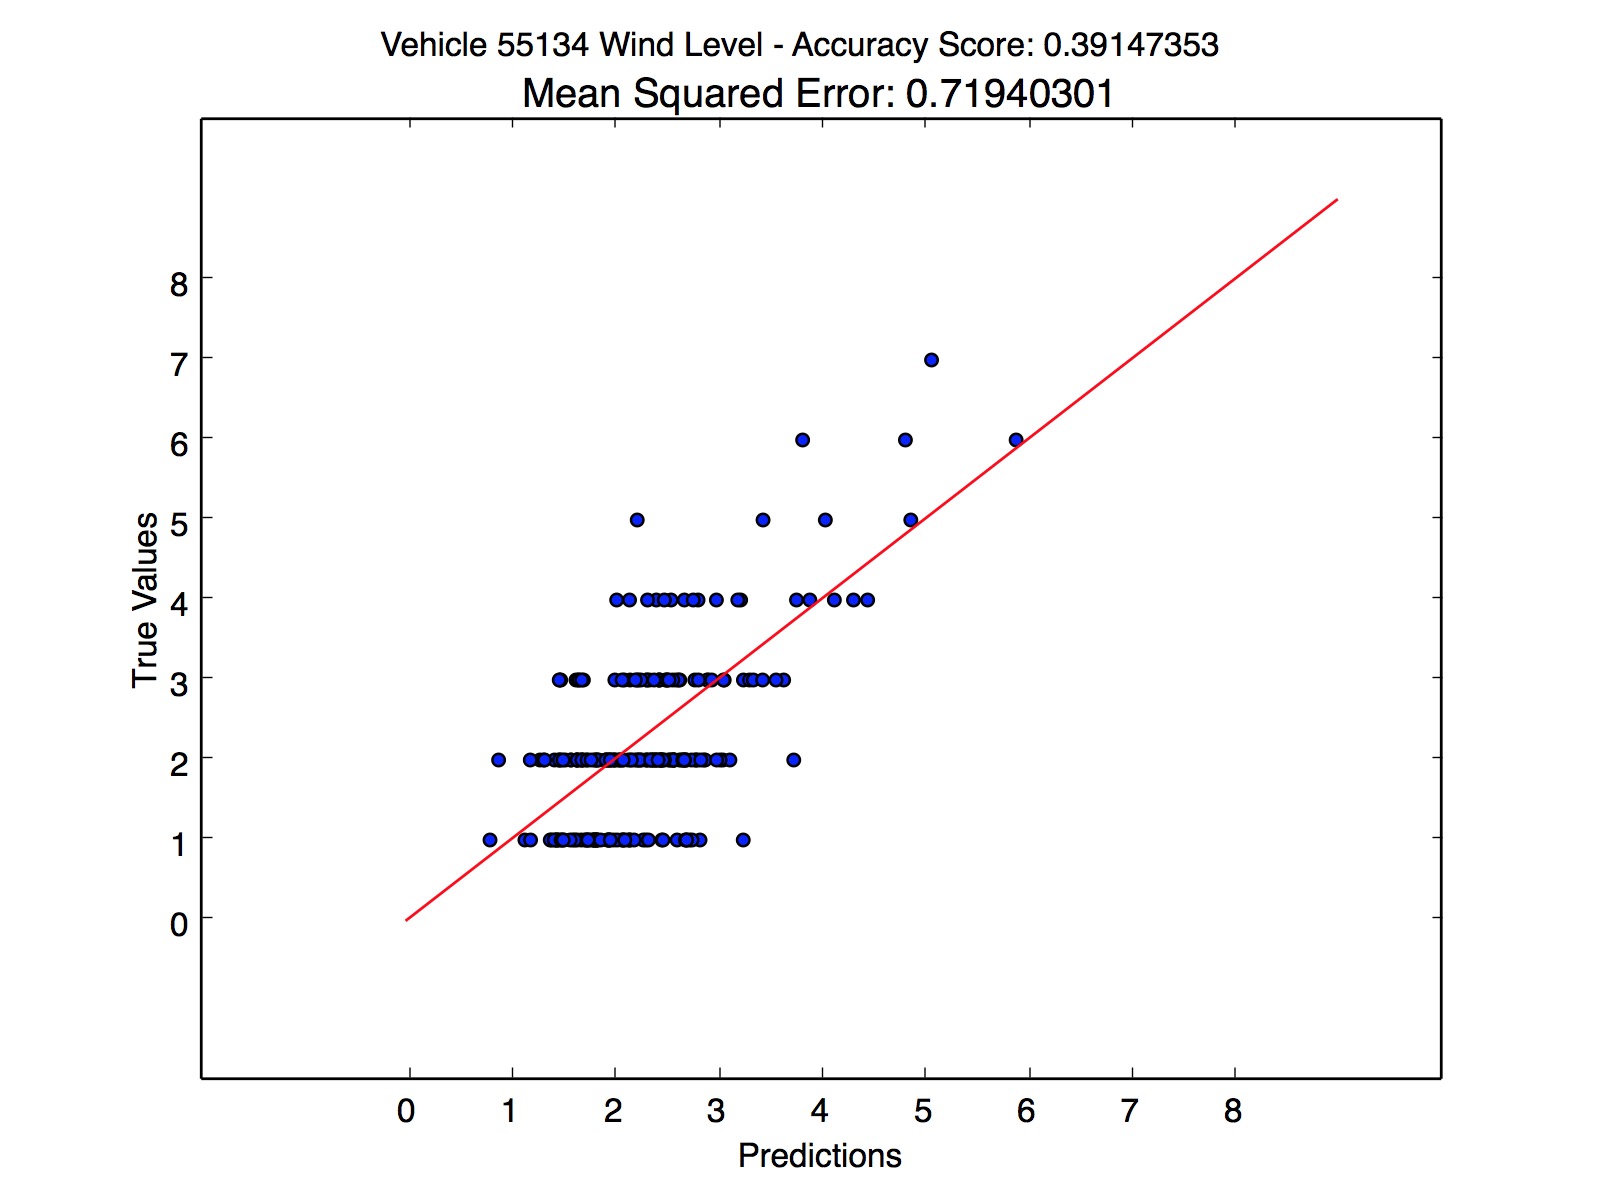 Vehicle 55134 Wind Level - Accuracy Score: 0.39147353
Mean Squared Error: 0.71940301
8
7
6
5
4
3
2
1
0
True Values
0 1 2 3 4 5 6 7 8
Predictions